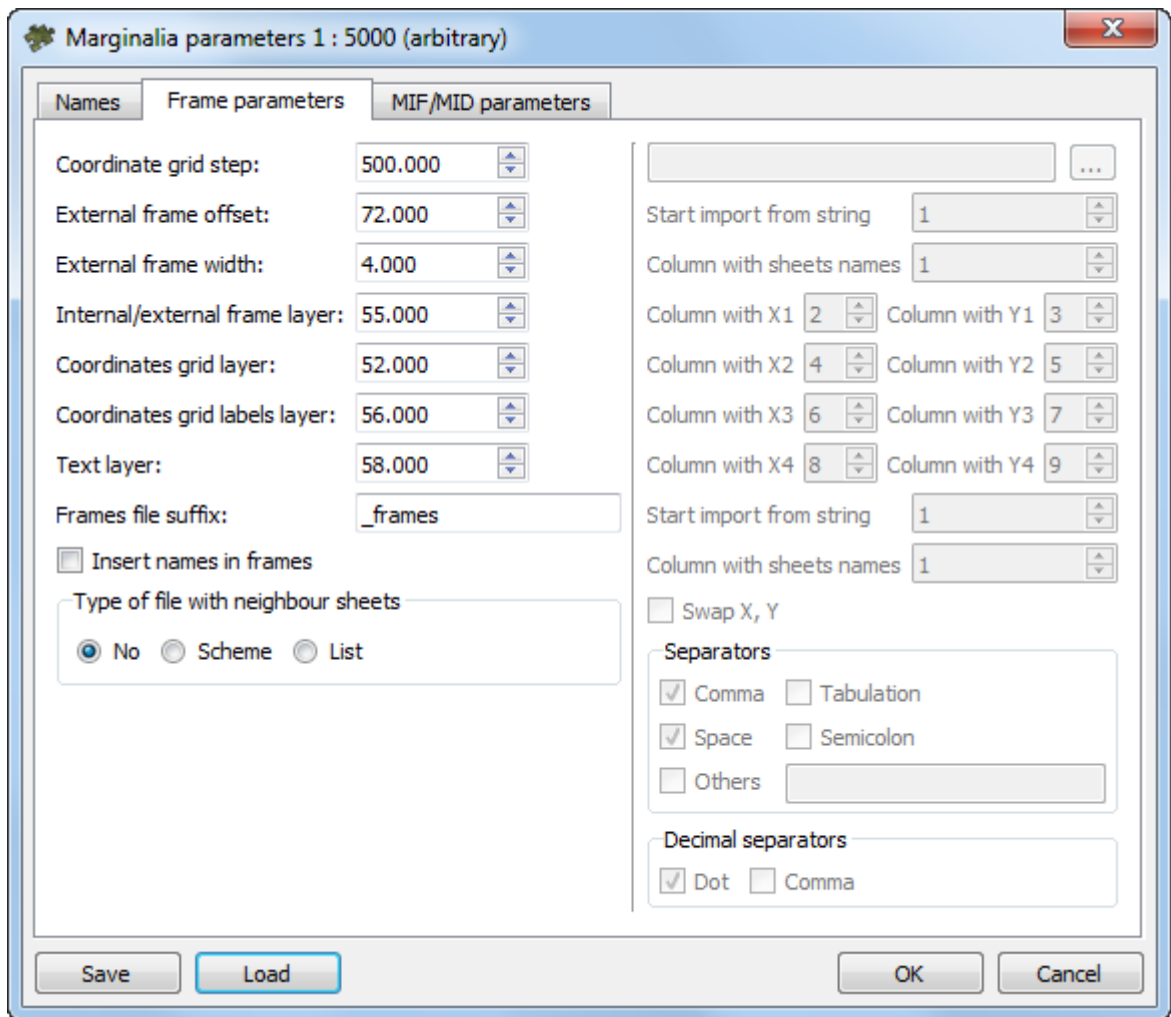 Marginalia parameters 1 : 5000 (arbitrary)
Names Frame parameters MIF/MID parameters
Coordinate grid step: 500.000
External frame offset: 72.000
External frame width: 4.000
Internal/external frame layer: 55.000
Coordinates grid layer: 52.000
Coordinates grid labels layer: 56.000
Text layer: 58.000
Frames file suffix: _frames
Insert names in frames
Type of file with neighbour sheets
No Scheme List
...
Start import from string 1
Column with sheets names 1
Column with X1 2 Column with Y1 3
Column with X2 4 Column with Y2 5
Column with X3 6 Column with Y3 7
Column with X4 8 Column with Y4 9
Start import from string 1
Column with sheets names 1
Swap X, Y
Separators
Comma Tabulation
Space Semicolon
Others
Decimal separators
Dot Comma
Save Load OK Cancel